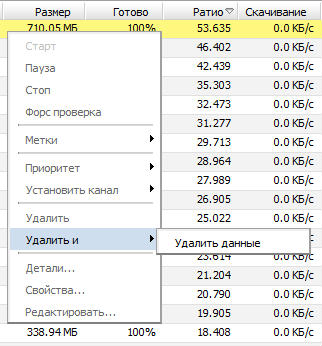 Размер Готово Ратио Скачивание
710.05 МБ 100% 53.635 0.0 КБ/с
Старт 46.402 0.0 КБ/с
Пауза 42.439 0.0 КБ/с
Стоп 35.303 0.0 КБ/с
Форс проверка 32.473 0.0 КБ/с
31.277 0.0 КБ/с
Метки 29.713 0.0 КБ/с
Приоритет 28.964 0.0 КБ/с
Установить канал 27.989 0.0 КБ/с
26.905 0.0 КБ/с
Удалить 25.022 0.0 КБ/с
Удалить и Удалить данные
Детали... 23.614 0.0 КБ/с
21.204 0.0 КБ/с
Свойства... 20.790 0.0 КБ/с
Редактировать... 19.905 0.0 КБ/с
338.94 МБ 100% 18.408 0.0 КБ/с